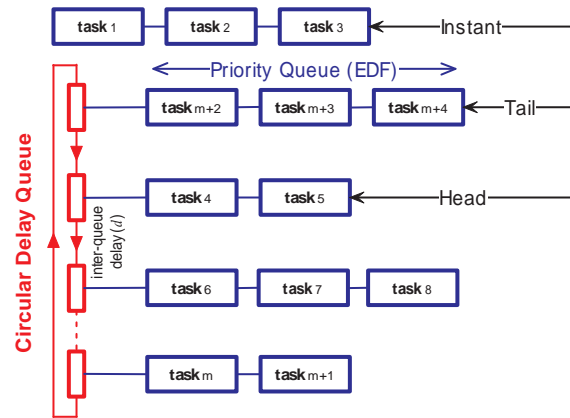 task 1 task 2 task 3 Instant
Priority Queue (EDF)
task m+2 task m+3 task m+4 Tail
Circular Delay Queue
task 4 task 5 Head
inter-queue
delay (d)
task 6 task 7 task 8
task m task m+1